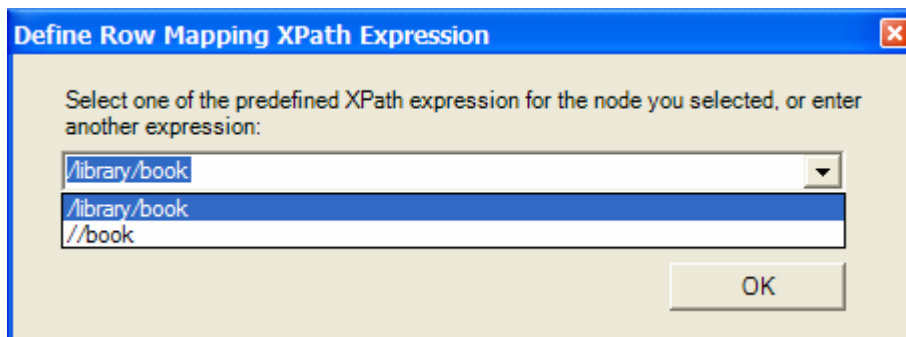 Define Row Mapping XPath Expression
Select one of the predefined XPath expression for the node you selected, or enter
another expression:
/library/book
/library/book
//book
OK